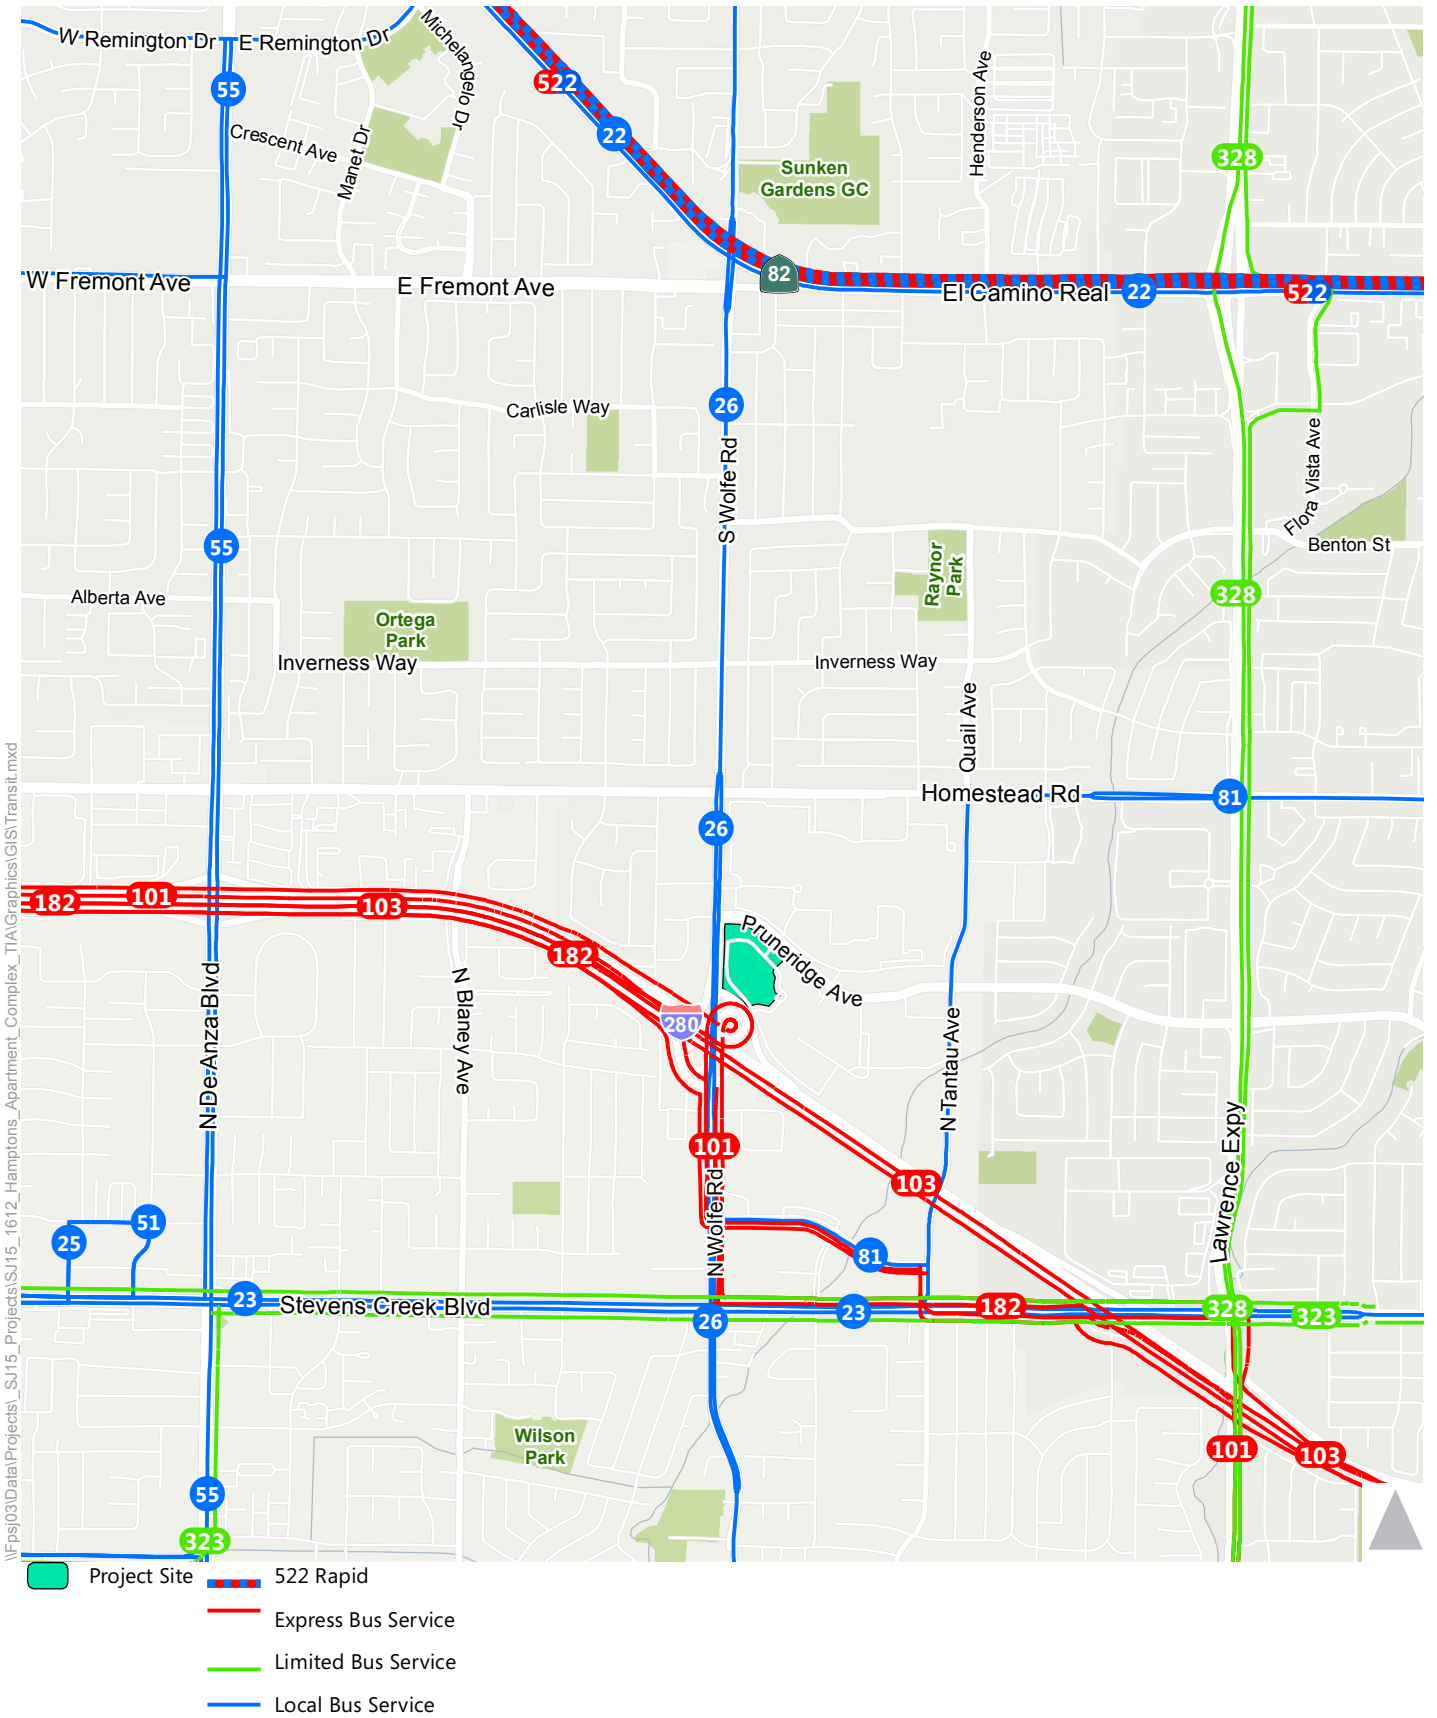 W Remington Dr
E Remington Dr
Michelangelo Dr
522
55
22
Crescent Ave
Manet Dr
Henderson Ave
328
Sunken
Gardens GC
82
W Fremont Ave
E Fremont Ave
El Camino Real
22
522
Carlisle Way
26
S Wolfe Rd
Flora Vista Ave
Benton St
55
Raynor
Park
328
Alberta Ave
Ortega
Park
Inverness Way
Inverness Way
Quail Ave
Homestead Rd
81
26
182
101
103
182
Pruneridge Ave
280
N De Anza Blvd
N Blaney Ave
N Tantau Ave
Lawrence Expy
101
103
N Wolfe Rd
51
25
81
23
Stevens Creek Blvd
26
23
182
328
323
Wilson
Park
101
103
55
323
\\Fpsj03\Data\Projects\_SJ15_Projects\SJ15_1612_Hamptons_Apartment_Complex_TIA\Graphics\GIS\Transit.mxd
Project Site
522 Rapid
Express Bus Service
Limited Bus Service
Local Bus Service